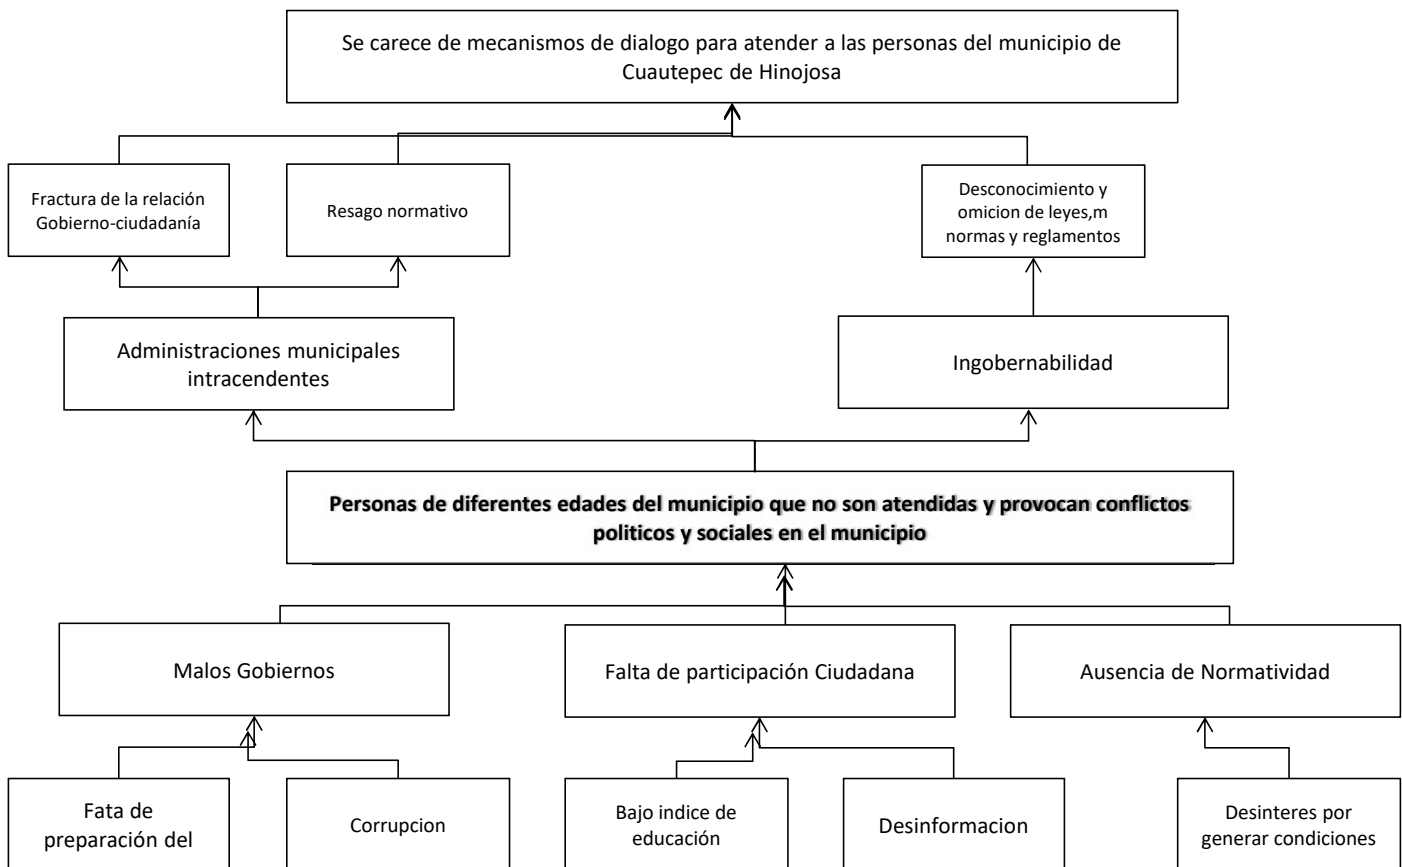 Se carece de mecanismos de dialogo para atender a las personas del municipio de
Cuautepec de Hinojosa
Fractura de la relación
Gobierno-ciudadanía
Resago normativo
Desconocimiento y
omicion de leyes,m
normas y reglamentos
Administraciones municipales
intracendentes
Ingobernabilidad
Personas de diferentes edades del municipio que no son atendidas y provocan conflictos
politicos y sociales en el municipio
Malos Gobiernos
Falta de participación Ciudadana
Ausencia de Normatividad
Fata de
preparación del
Corrupcion
Bajo indice de
educación
Desinformacion
Desinteres por
generar condiciones